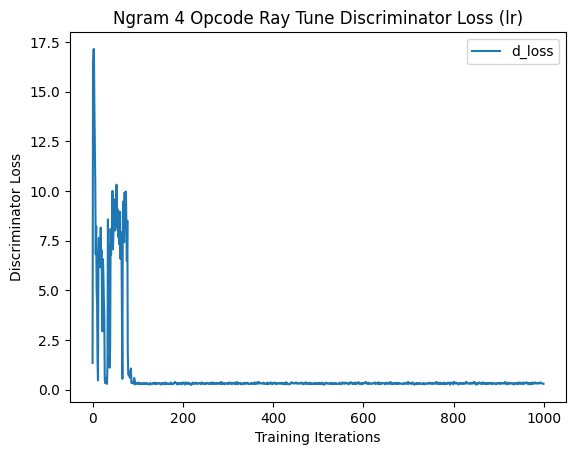 Ngram 4 Opcode Ray Tune Discriminator Loss (lr)
d_loss
Discriminator Loss
17.5
15.0
12.5
10.0
7.5
5.0
2.5
0.0
0 200 400 600 800 1000
Training Iterations